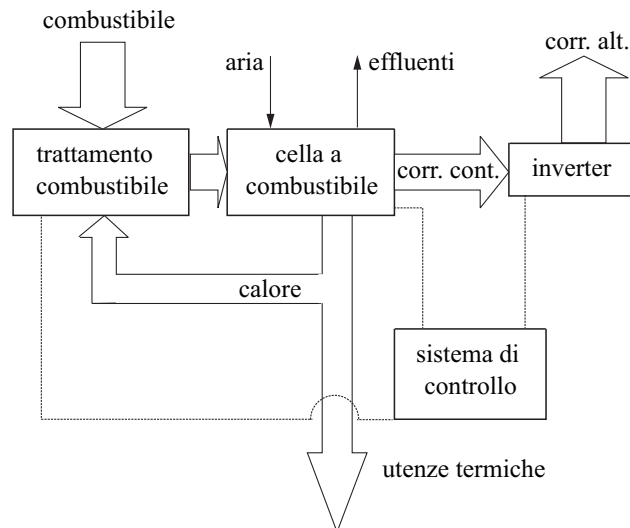 combustibile
corr. alt.
aria
effluenti
trattamento
combustibile
cella a
combustibile
corr. cont.
inverter
calore
sistema di
controllo
utenze termiche